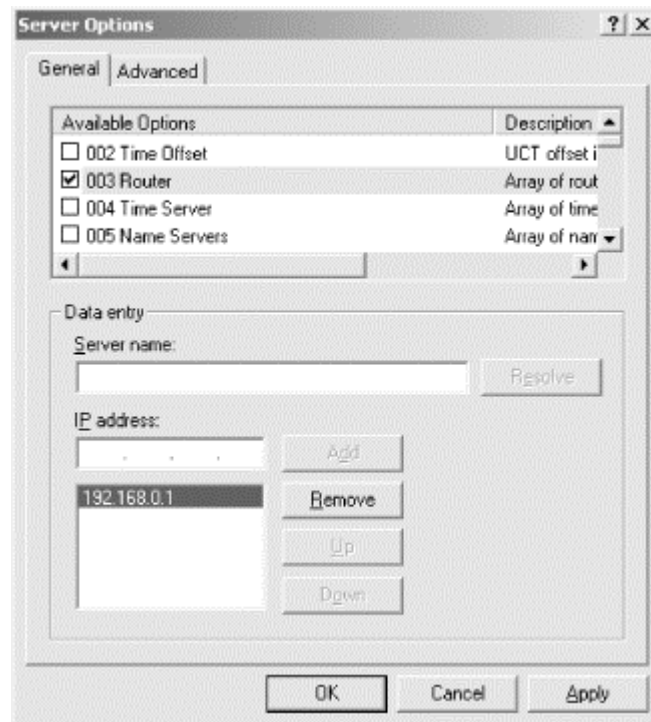 Server Options
General Advanced
Available Options Description
002 Time Offset UCT offset i
003 Router Array of rout
004 Time Server Array of time
005 Name Servers Array of nam
Data entry
Server name:
Resolve
IP address:
Add
192.168.0.1
Remove
Up
Down
OK Cancel Apply